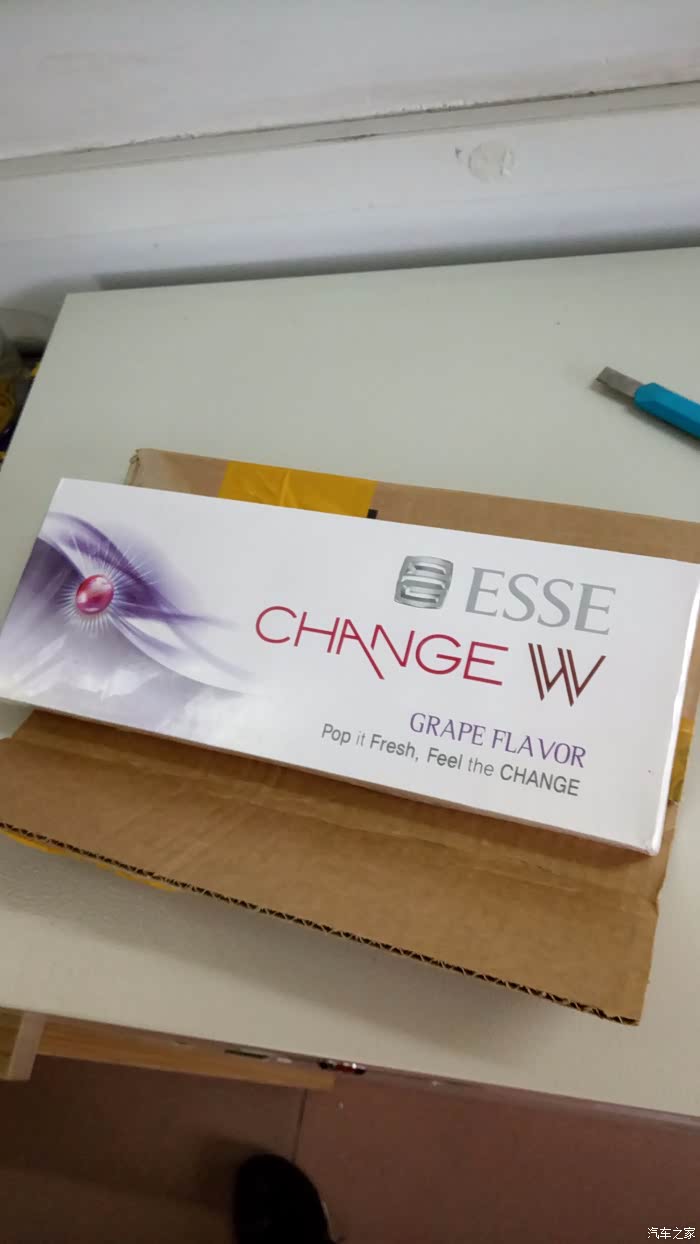 ESSE
CHANGE W
GRAPE FLAVOR
Pop it Fresh, Feel the CHANGE
汽车之家